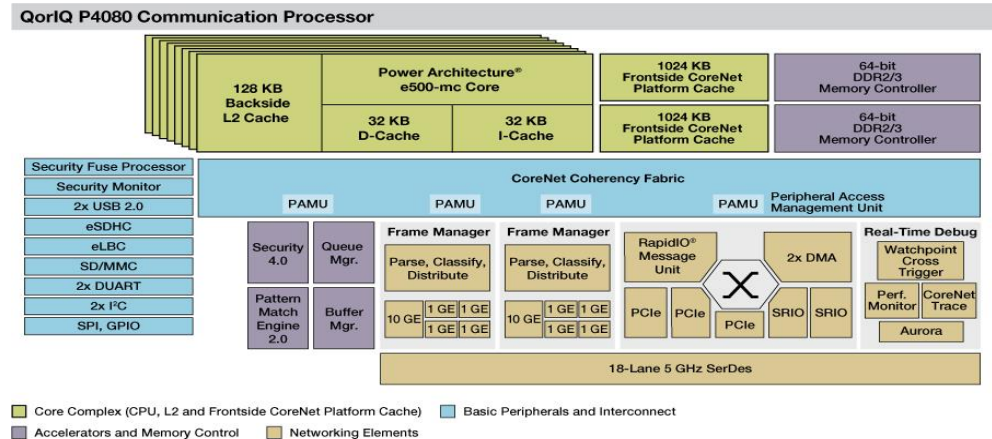 QorIQ P4080 Communication Processor
128 KB
Backside
L2 Cache
Power Architecture®
e500-mc Core
32 KB
D-Cache
32 KB
I-Cache
1024 KB
Frontside CoreNet
Platform Cache
1024 KB
Frontside CoreNet
Platform Cache
64-bit
DDR2/3
Memory Controller
64-bit
DDR2/3
Memory Controller
Security Fuse Processor
Security Monitor
2x USB 2.0
eSDHC
eLBC
SD/MMC
2x DUART
2x I²C
SPI, GPIO
CoreNet Coherency Fabric
PAMU
PAMU
PAMU
PAMU
Peripheral Access
Management Unit
Security
4.0
Queue
Mgr.
Pattern
Match
Engine
2.0
Buffer
Mgr.
Frame Manager
Parse, Classify,
Distribute
10 GE
1 GE 1 GE
1 GE 1 GE
Frame Manager
Parse, Classify,
Distribute
10 GE
1 GE 1 GE
1 GE 1 GE
RapidIO®
Message
Unit
2x DMA
PCIe
PCIe
PCIe
SRIO
SRIO
Real-Time Debug
Watchpoint
Cross
Trigger
Perf.
Monitor
CoreNet
Trace
Aurora
18-Lane 5 GHz SerDes
Core Complex (CPU, L2 and Frontside CoreNet Platform Cache)
Basic Peripherals and Interconnect
Accelerators and Memory Control
Networking Elements